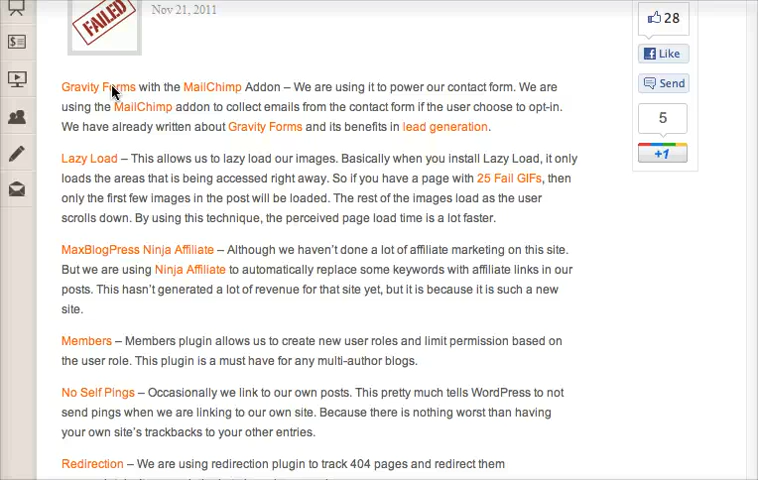 FAILED
Nov 21, 2011
28
Like
Send
5
+1
Gravity Forms with the MailChimp Addon – We are using it to power our contact form. We are
using the MailChimp addon to collect emails from the contact form if the user choose to opt-in.
We have already written about Gravity Forms and its benefits in lead generation.
Lazy Load – This allows us to lazy load our images. Basically when you install Lazy Load, it only
loads the areas that is being accessed right away. So if you have a page with 25 Fail GIFs, then
only the first few images in the post will be loaded. The rest of the images load as the user
scrolls down. By using this technique, the perceived page load time is a lot faster.
MaxBlogPress Ninja Affiliate – Although we haven't done a lot of affiliate marketing on this site.
But we are using Ninja Affiliate to automatically replace some keywords with affiliate links in our
posts. This hasn't generated a lot of revenue for that site yet, but it is because it is such a new
site.
Members – Members plugin allows us to create new user roles and limit permission based on
the user role. This plugin is a must have for any multi-author blogs.
No Self Pings – Occasionally we link to our own posts. This pretty much tells WordPress to not
send pings when we are linking to our own site. Because there is nothing worst than having
your own site's trackbacks to your other entries.
Redirection – We are using redirection plugin to track 404 pages and redirect them